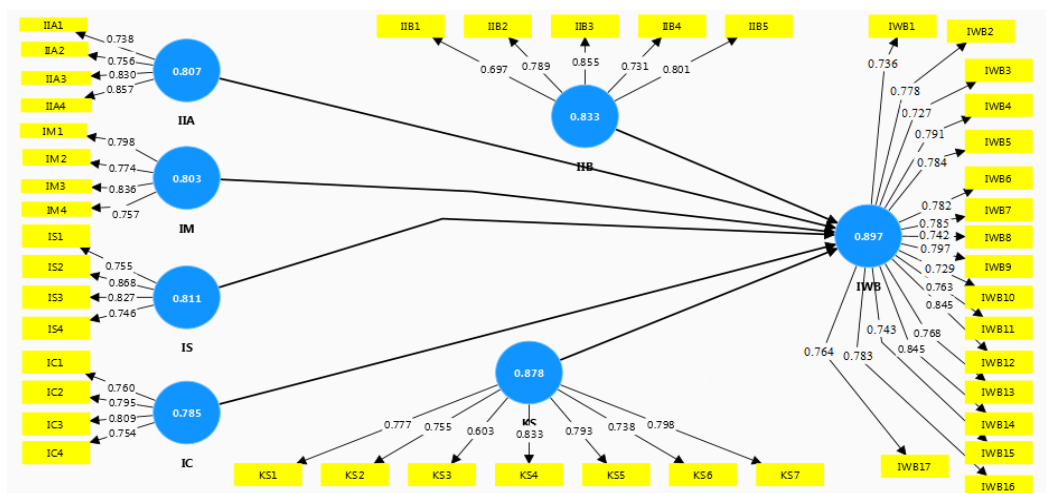 IIA1
IIA2
IIA3
IIA4
0.738
0.756
0.830
0.857
0.807
IIA
IM1
IM2
IM3
IM4
0.798
0.774
0.836
0.757
0.803
IM
IS1
IS2
IS3
IS4
0.755
0.868
0.827
0.746
0.811
IS
IC1
IC2
IC3
IC4
0.760
0.795
0.809
0.754
0.785
IC
IIB1
IIB2
IIB3
IIB4
IIB5
0.697
0.789
0.855
0.731
0.801
0.833
IIB
0.878
KS
0.777
0.755
0.603
0.833
0.793
0.738
0.798
KS1
KS2
KS3
KS4
KS5
KS6
KS7
0.897
IWB
0.736
0.778
0.727
0.791
0.784
0.782
0.785
0.742
0.797
0.729
0.763
0.845
0.768
0.845
0.743
0.783
0.764
IWB1
IWB2
IWB3
IWB4
IWB5
IWB6
IWB7
IWB8
IWB9
IWB10
IWB11
IWB12
IWB13
IWB14
IWB15
IWB16
IWB17